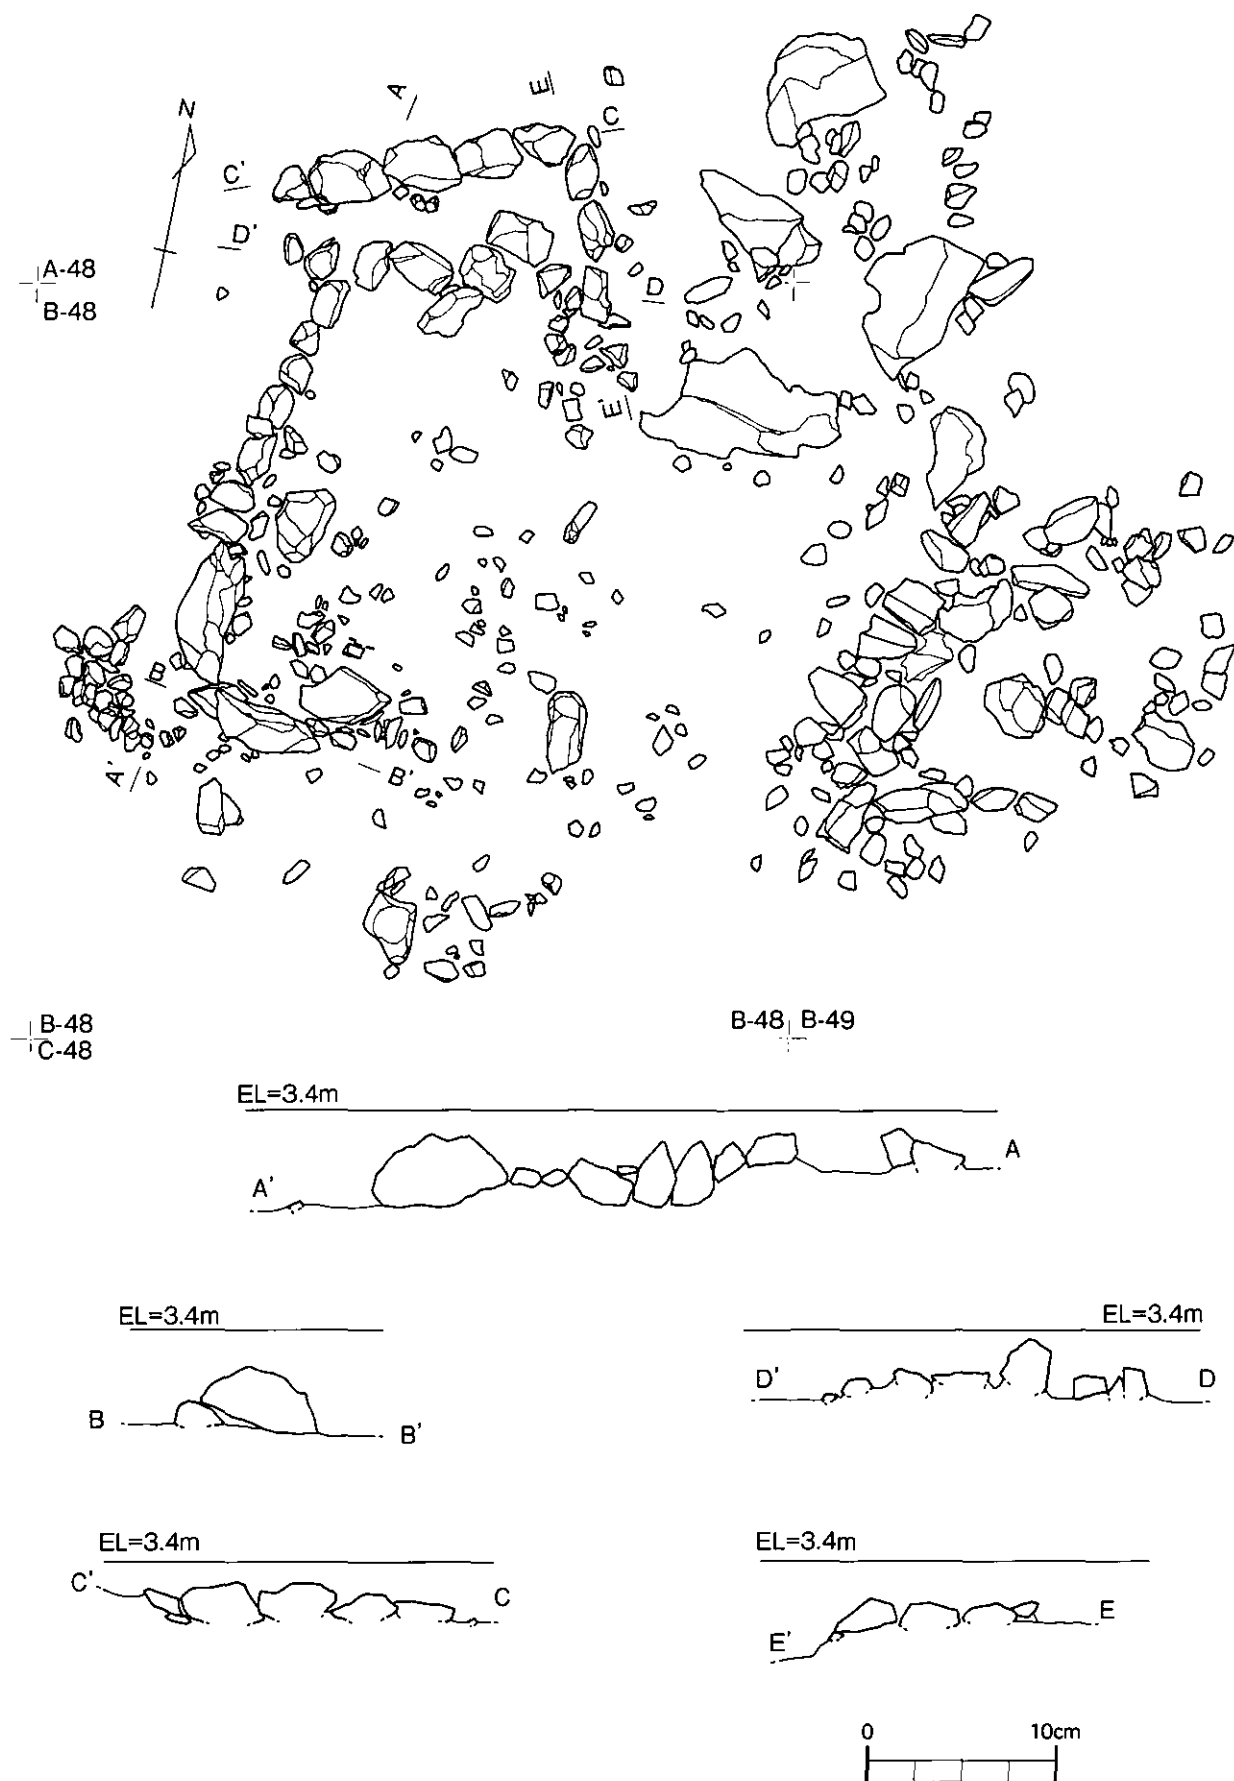 A
E
N
C
C'
D'
A-48
B-48
D
E'
B
A'
B'
B-48
C-48
B-48 B-49
EL=3.4m
A
A'
EL=3.4m
EL=3.4m
D'
D
B
B'
EL=3.4m
EL=3.4m
C'
C
E
E'
0
10cm